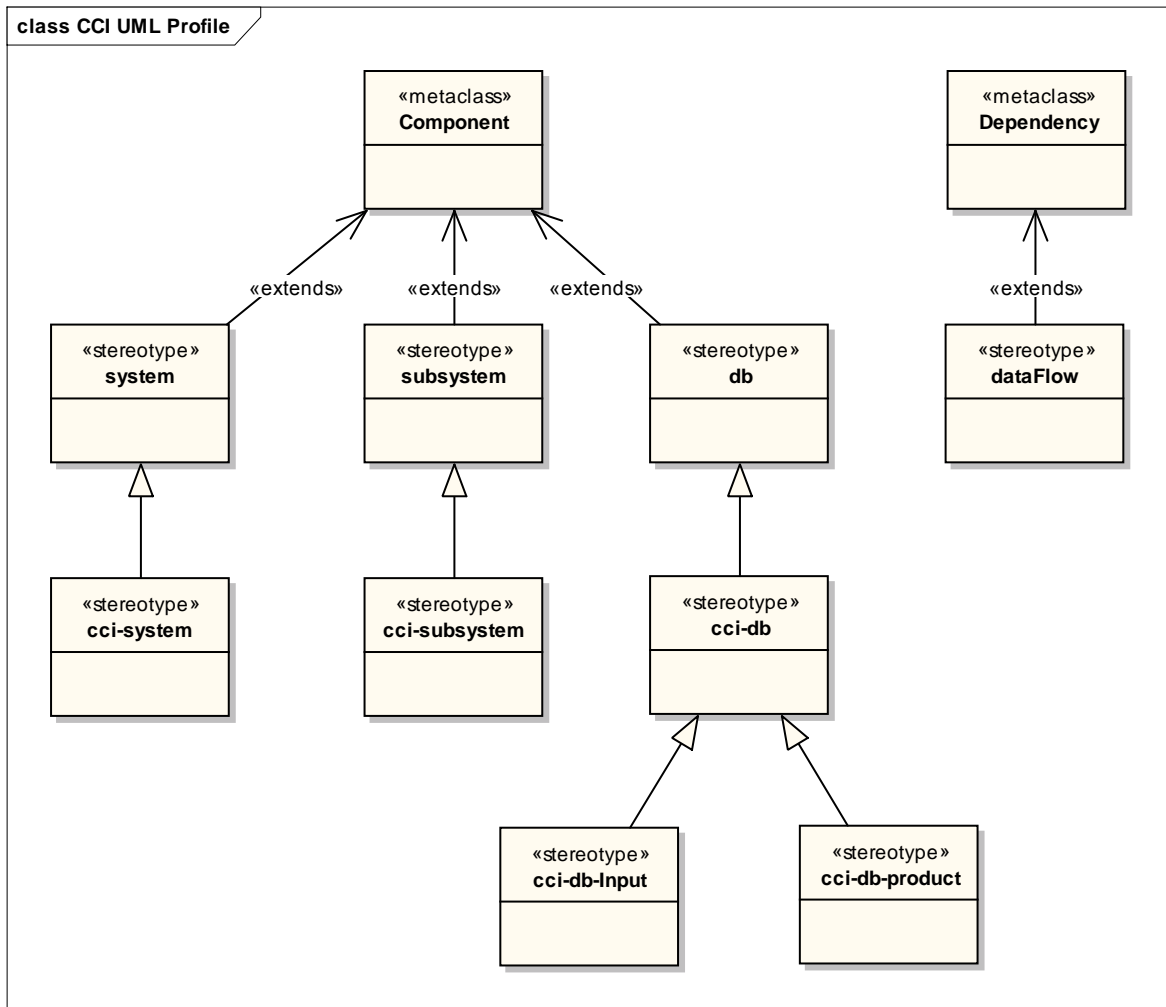 class CCI UML Profile
«metaclass»
Component
«metaclass»
Dependency
«extends»
«extends»
«extends»
«extends»
«stereotype»
system
«stereotype»
subsystem
«stereotype»
db
«stereotype»
dataFlow
«stereotype»
cci-system
«stereotype»
cci-subsystem
«stereotype»
cci-db
«stereotype»
cci-db-Input
«stereotype»
cci-db-product